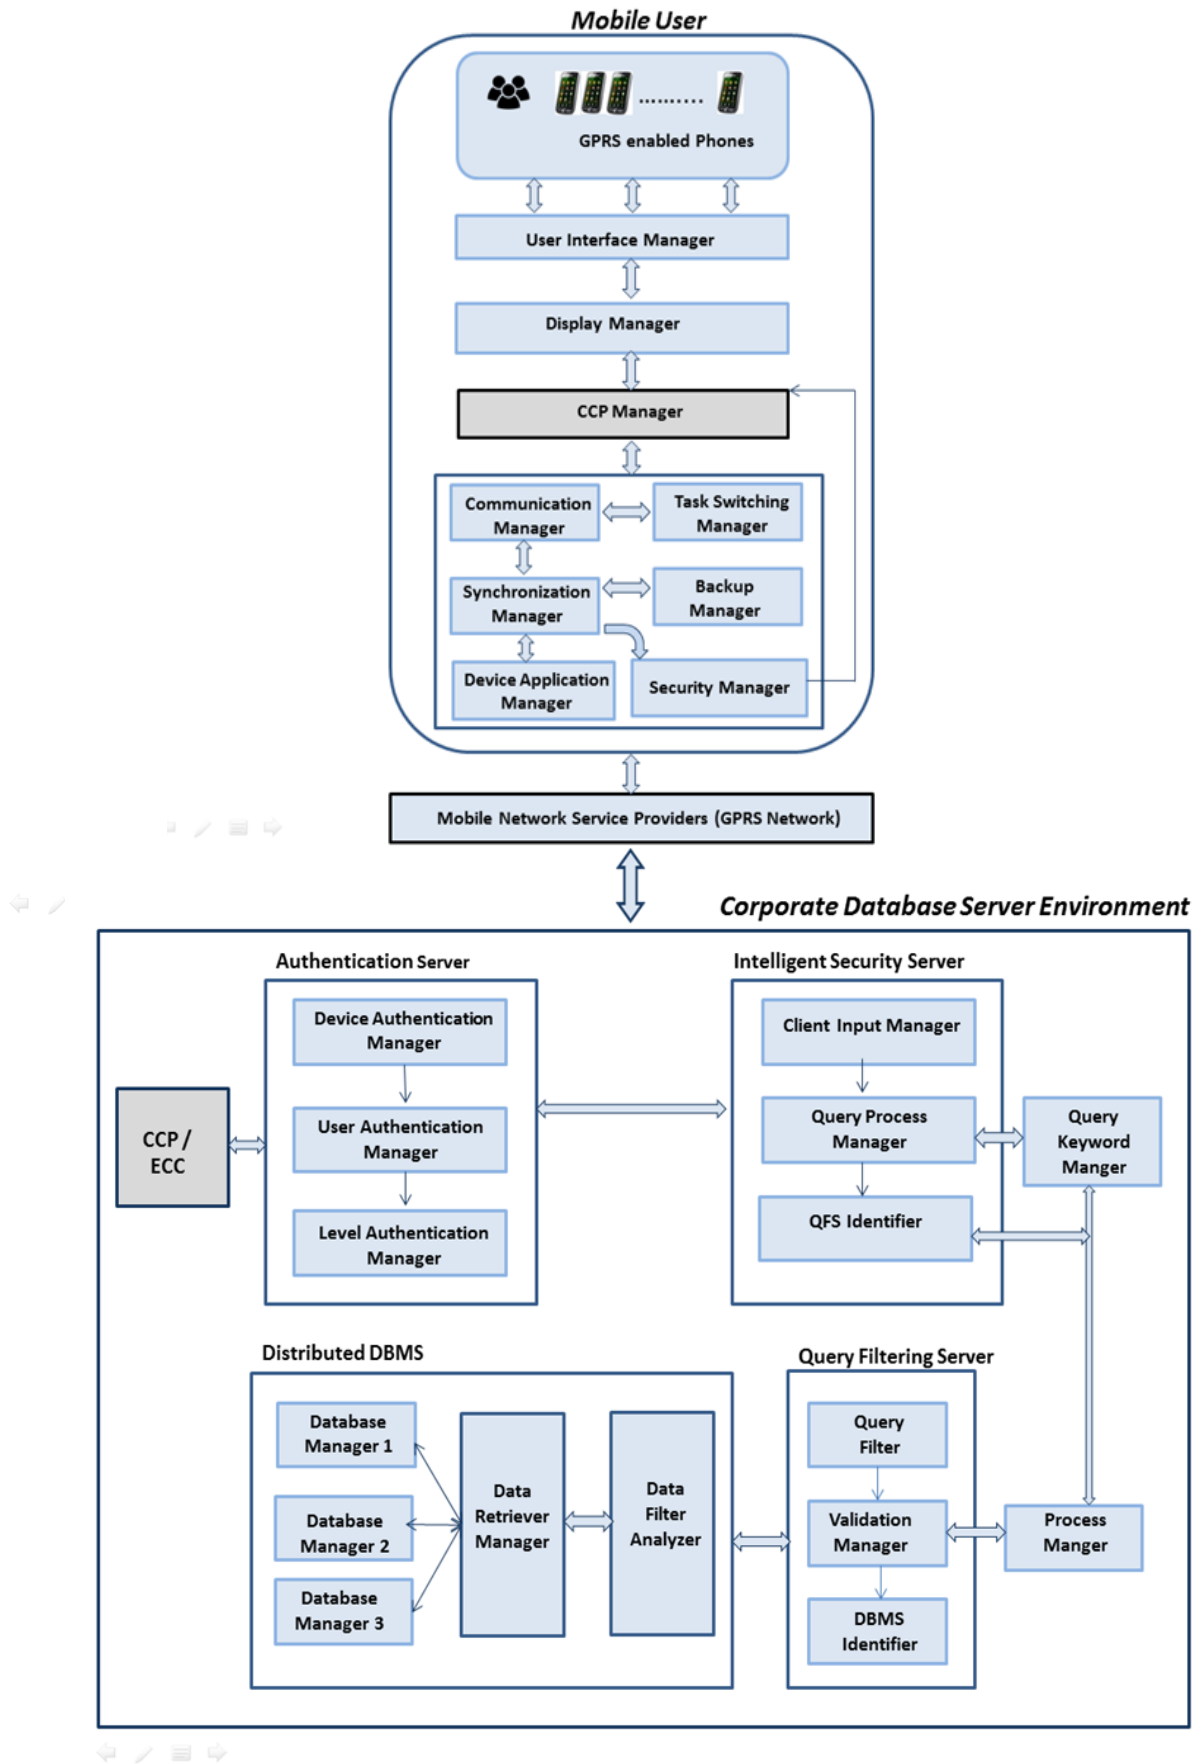 Mobile User
..........
GPRS enabled Phones
User Interface Manager
Display Manager
CCP Manager
Communication
Manager
Task Switching
Manager
Synchronization
Manager
Backup
Manager
Device Application
Manager
Security Manager
Mobile Network Service Providers (GPRS Network)
Corporate Database Server Environment
Authentication Server
Device Authentication
Manager
User Authentication
Manager
Level Authentication
Manager
CCP /
ECC
Intelligent Security Server
Client Input Manager
Query Process
Manager
QFS Identifier
Query
Keyword
Manger
Distributed DBMS
Database
Manager 1
Database
Manager 2
Database
Manager 3
Data
Retriever
Manager
Data
Filter
Analyzer
Query Filtering Server
Query
Filter
Validation
Manager
DBMS
Identifier
Process
Manger